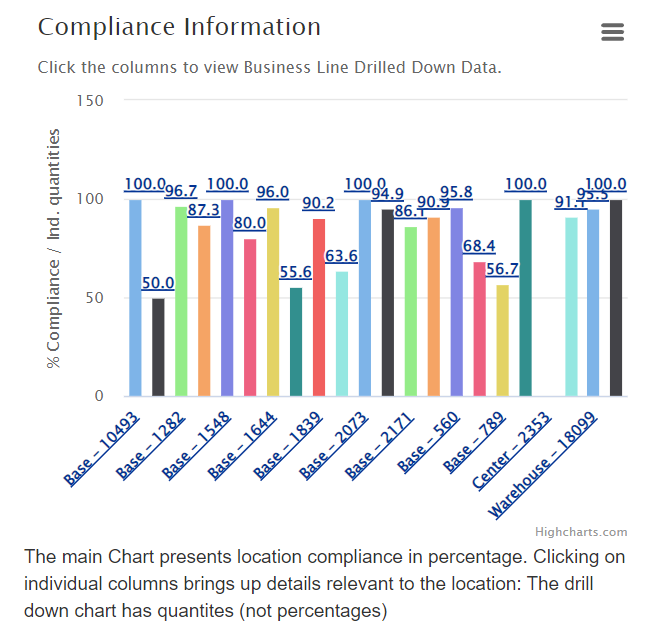 Compliance Information
Click the columns to view Business Line Drilled Down Data.
% Compliance / Ind. quantities
150
100
50
0
100.0
50.0
96.7
87.3
100.0
80.0
96.0
55.6
90.2
63.6
100.0
94.9
86.1
90.9
95.8
68.4
56.7
100.0
91.1
95.5
100.0
Base – 10493
Base – 1282
Base – 1548
Base – 1644
Base – 1839
Base – 2073
Base – 2171
Base – 560
Base – 789
Center – 2353
Warehouse – 18099
Highcharts.com
The main Chart presents location compliance in percentage. Clicking on
individual columns brings up details relevant to the location: The drill
down chart has quantites (not percentages)